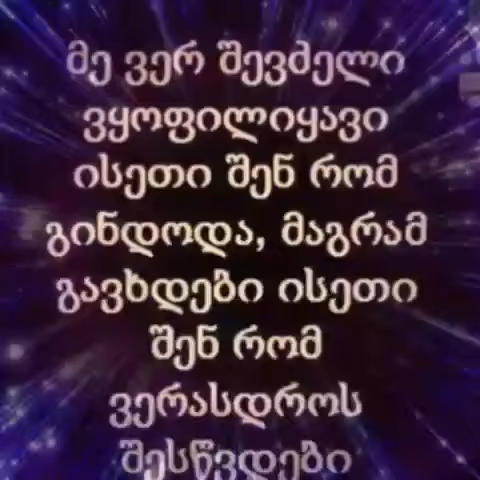 მე ვერ შევძელი
ვყოფილიყავი
ისეთი შენ რომ
გინდოდა, მაგრამ
გავხდები ისეთი
შენ რომ
ვერასდროს
შესწვდები